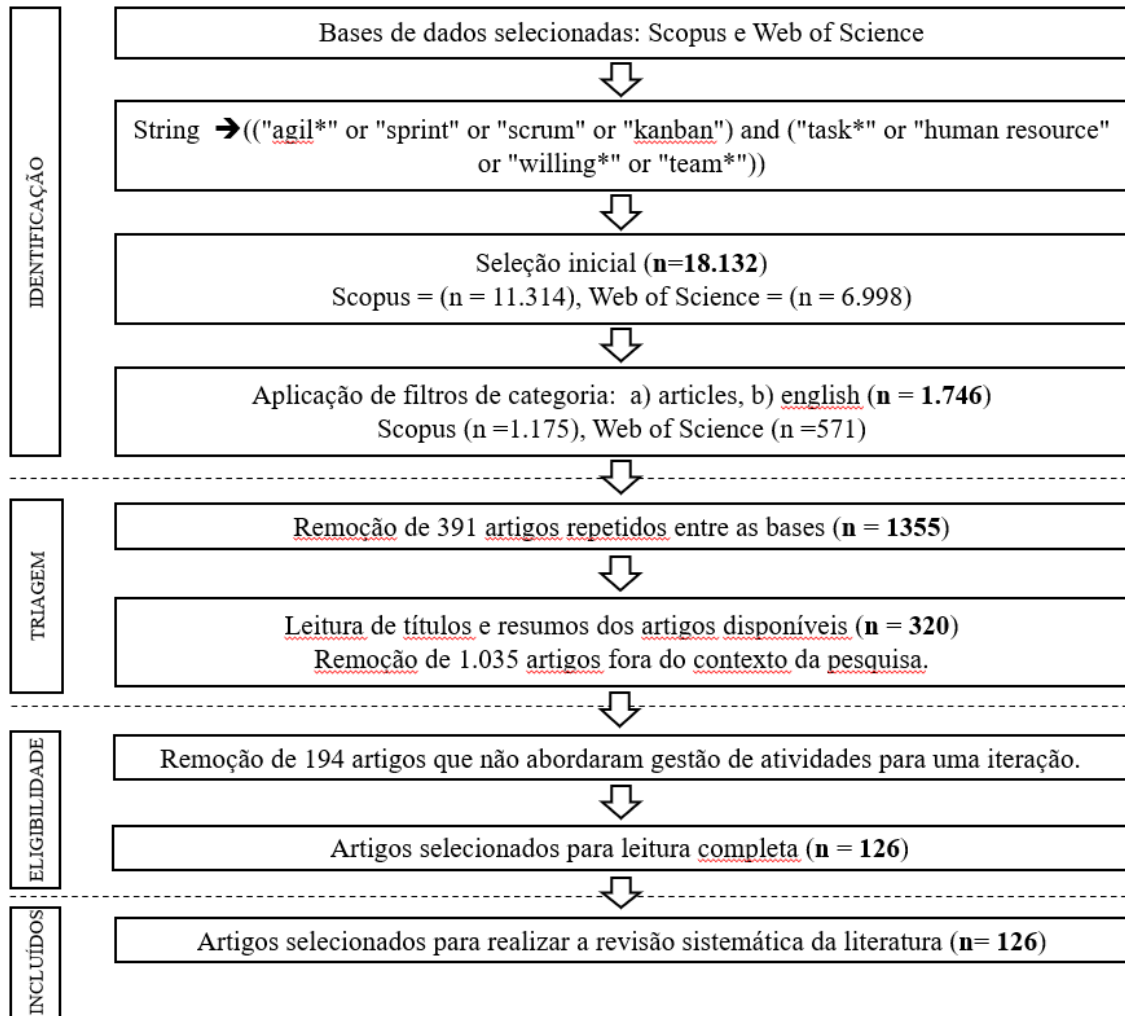 IDENTIFICAÇÃO
Bases de dados selecionadas: Scopus e Web of Science
String ➔(("agil*" or "sprint" or "scrum" or "kanban") and ("task*" or "human resource"
or "willing*" or "team*"))
Seleção inicial (n=18.132)
Scopus = (n = 11.314), Web of Science = (n = 6.998)
Aplicação de filtros de categoria: a) articles, b) english (n = 1.746)
Scopus (n =1.175), Web of Science (n =571)
TRIAGEM
Remoção de 391 artigos repetidos entre as bases (n = 1355)
Leitura de títulos e resumos dos artigos disponíveis (n = 320)
Remoção de 1.035 artigos fora do contexto da pesquisa.
ELIGIBILIDADE
Remoção de 194 artigos que não abordaram gestão de atividades para uma iteração.
Artigos selecionados para leitura completa (n = 126)
INCLUÍDOS
Artigos selecionados para realizar a revisão sistemática da literatura (n= 126)